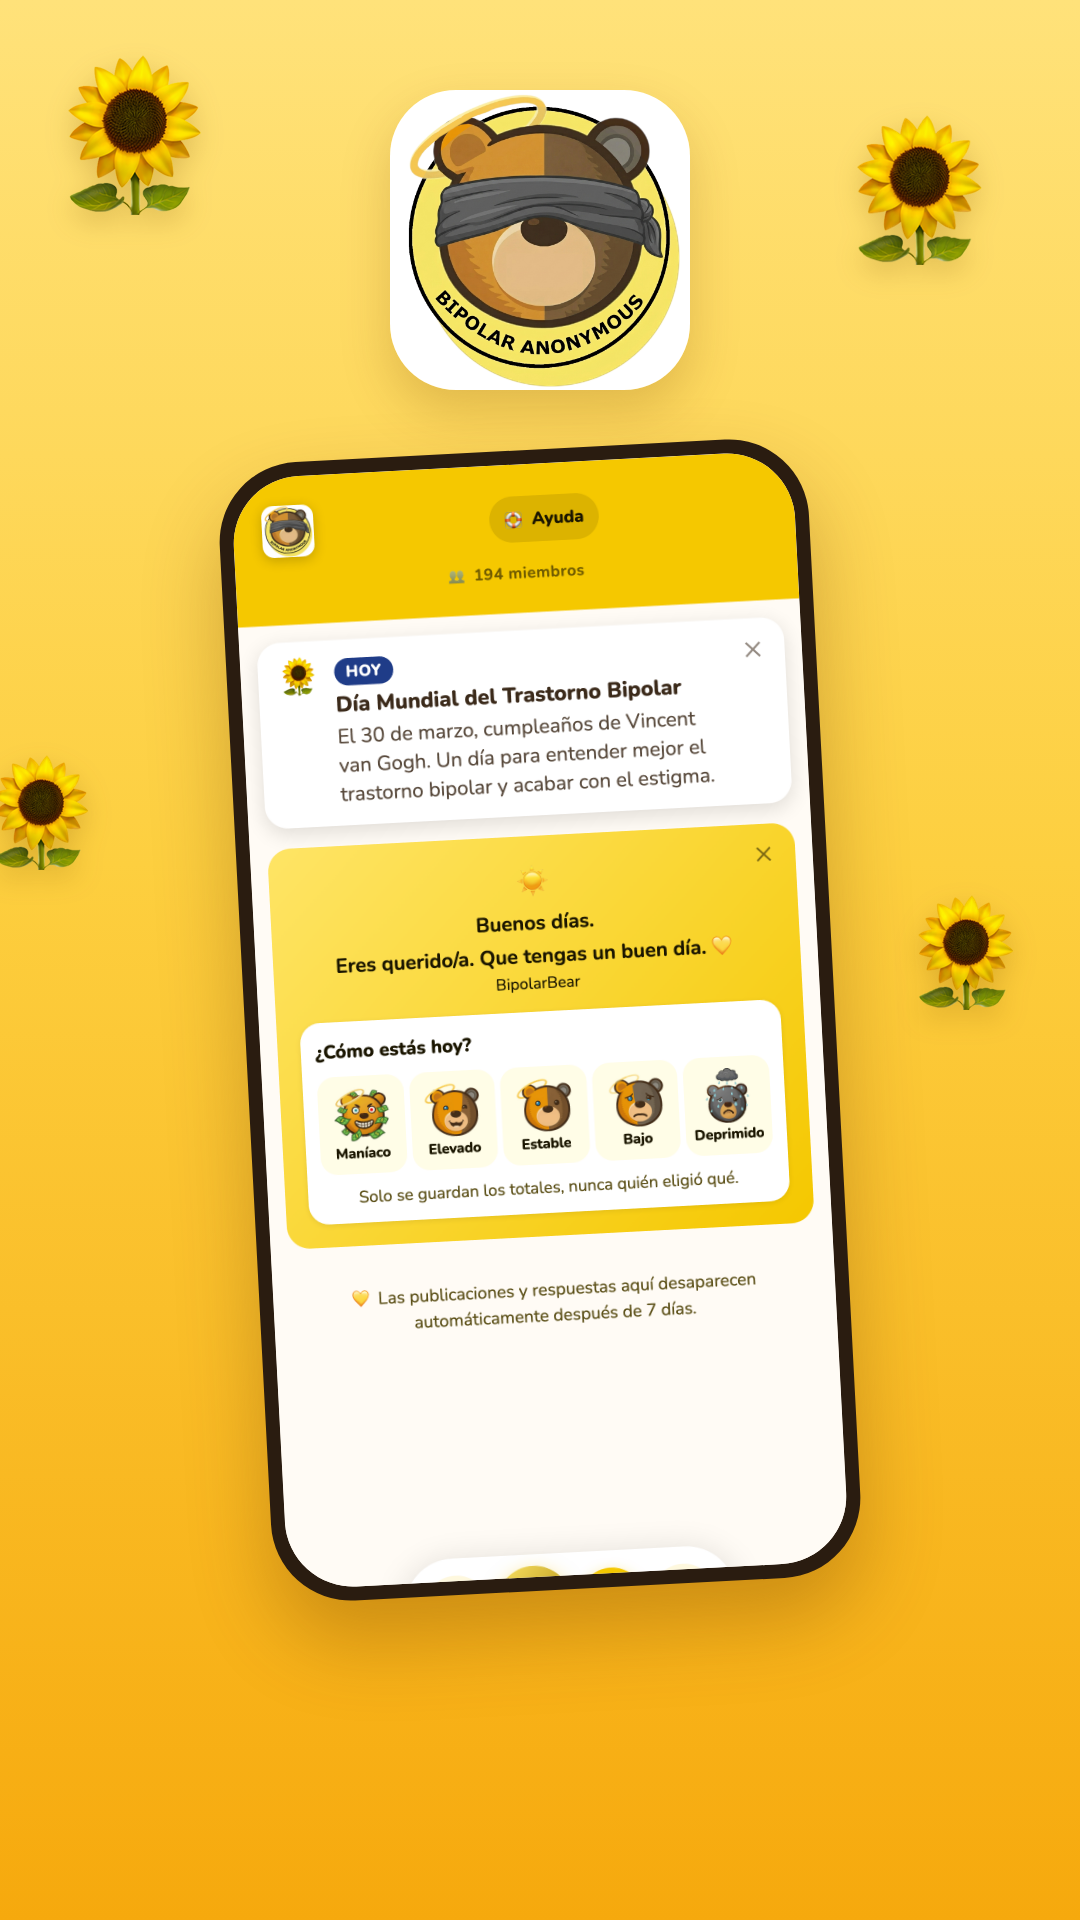 BIPOLAR ANONYMOUS
Ayuda
194 miembros
HOY
Día Mundial del Trastorno Bipolar
El 30 de marzo, cumpleaños de Vincent
van Gogh. Un día para entender mejor el
trastorno bipolar y acabar con el estigma.
Buenos días.
Eres querido/a. Que tengas un buen día.
BipolarBear
¿Cómo estás hoy?
Maníaco
Elevado
Estable
Bajo
Deprimido
Solo se guardan los totales, nunca quién eligió qué.
Las publicaciones y respuestas aquí desaparecen
automáticamente después de 7 días.